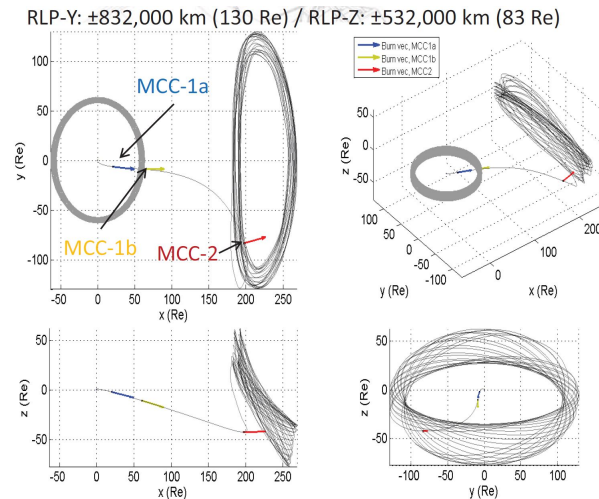 RLP-Y: ±832,000 km (130 Re) / RLP-Z: ±532,000 km (83 Re)
MCC-1a
MCC-1b
MCC-2
y (Re)
100
50
0
-50
-100
-50
0
50
100
150
200
250
x (Re)
Burn vec, MCC1a
Burn vec, MCC1b
Burn vec, MCC2
z (Re)
50
0
-50
100
50
0
-50
-100
y (Re)
0
100
200
x (Re)
z (Re)
50
0
-50
-50
0
50
100
150
200
250
x (Re)
z (Re)
50
0
-50
-100
-50
0
50
100
y (Re)